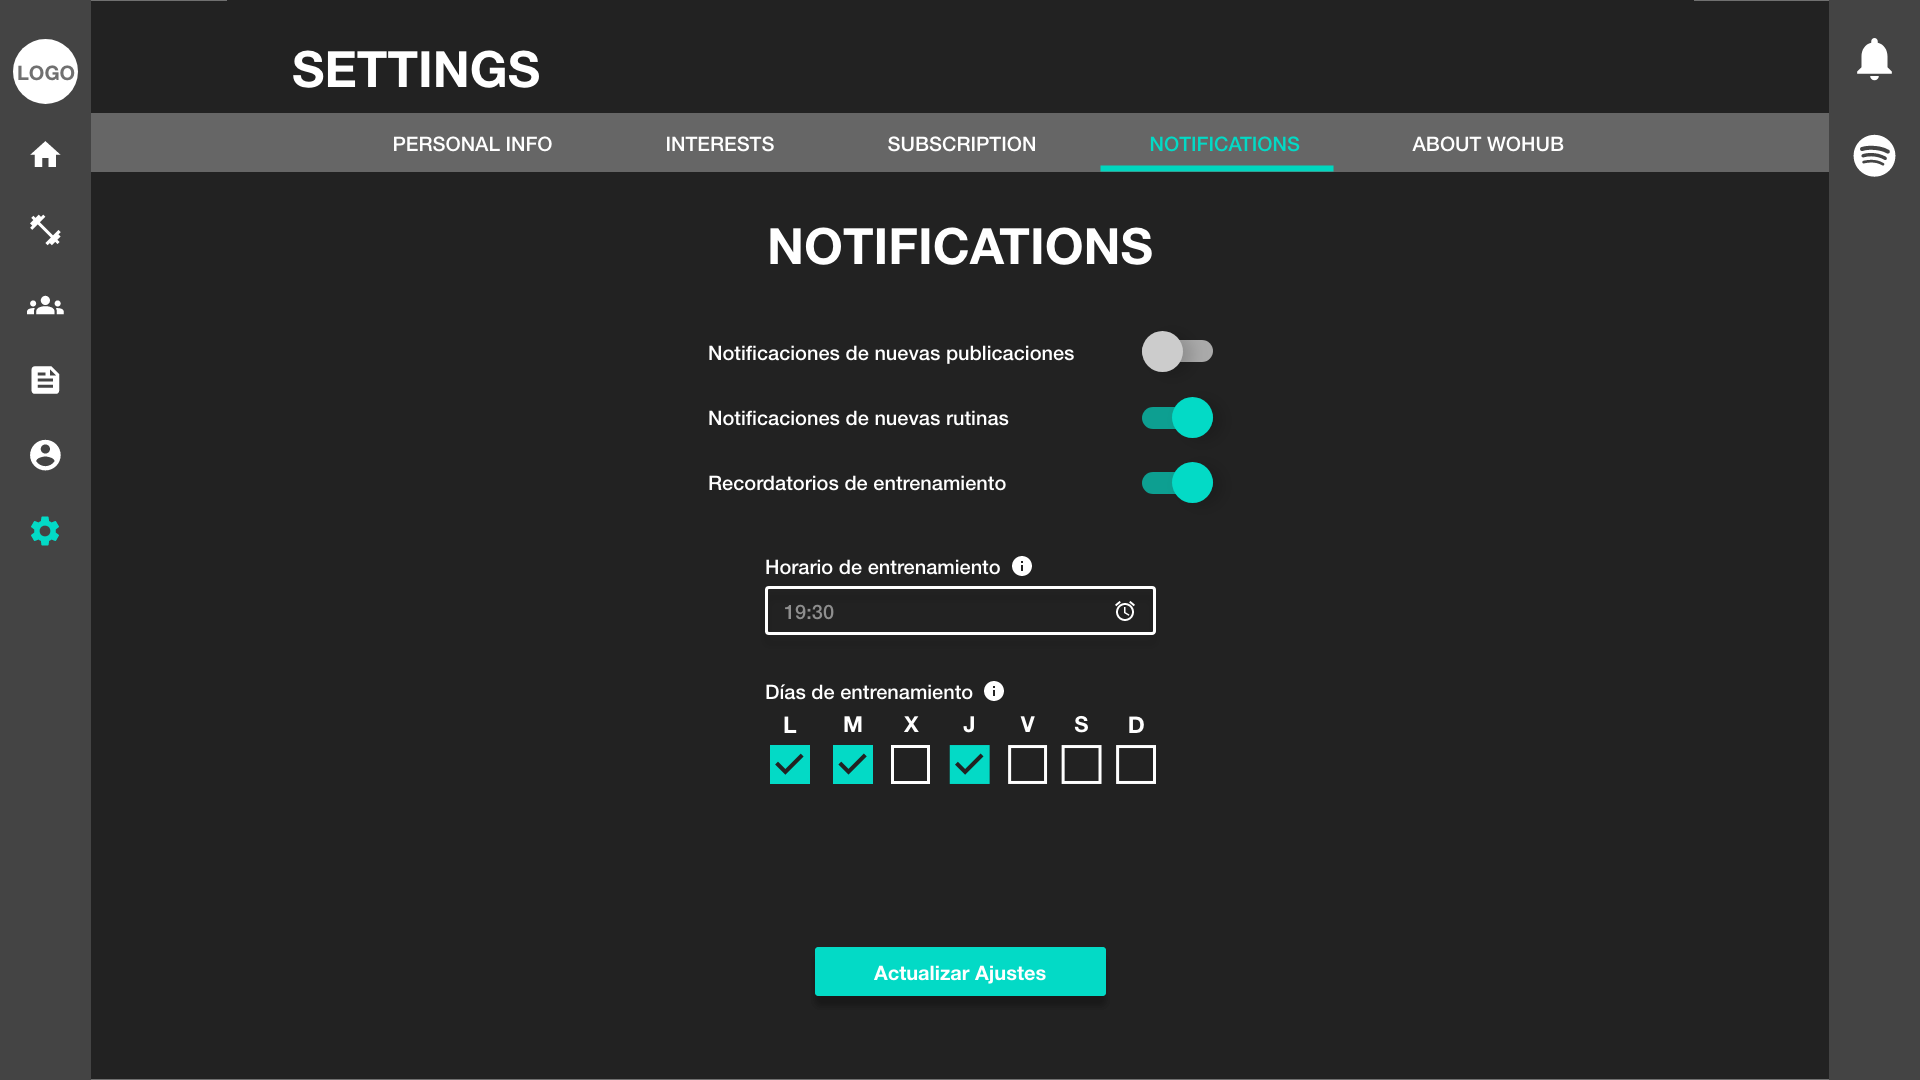 LOGO
SETTINGS
PERSONAL INFO INTERESTS SUBSCRIPTION NOTIFICATIONS ABOUT WOHUB
NOTIFICATIONS
Notificaciones de nuevas publicaciones
Notificaciones de nuevas rutinas
Recordatorios de entrenamiento
Horario de entrenamiento
19:30
Días de entrenamiento
L M X J V S D
Actualizar Ajustes